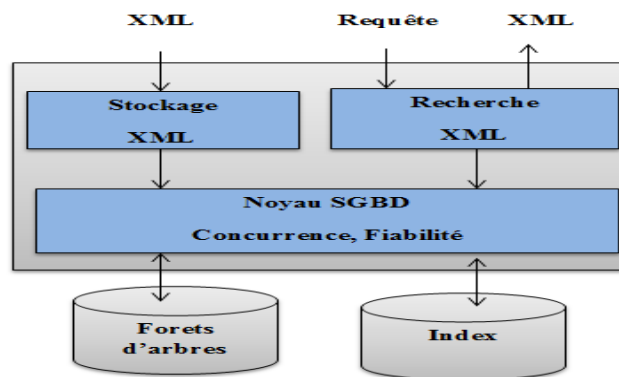 XML
Requête
XML
Stockage
XML
Recherche
XML
Noyau SGBD
Concurrence, Fiabilité
Forets
d'arbres
Index